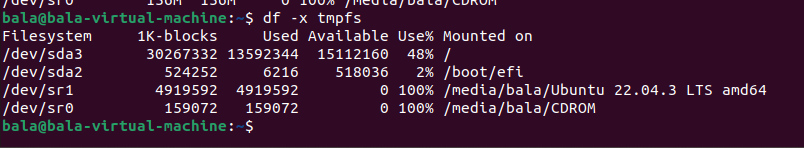 /dev/sr0 156M 156M 0 100% /media/bala/CDROM
bala@bala-virtual-machine:~$ df -x tmpfs
Filesystem 1K-blocks Used Available Use% Mounted on
/dev/sda3 30267332 13592344 15112160 48% /
/dev/sda2 524252 6216 518036 2% /boot/efi
/dev/sr1 4919592 4919592 0 100% /media/bala/Ubuntu 22.04.3 LTS amd64
/dev/sr0 159072 159072 0 100% /media/bala/CDROM
bala@bala-virtual-machine:~$